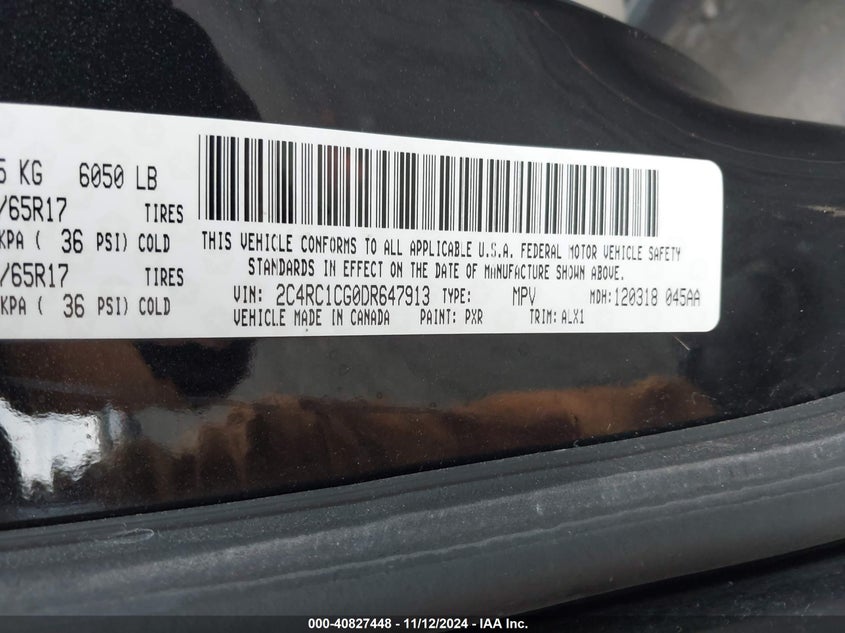 5 KG 6050 LB
/65R17 TIRES
KPA ( 36 PSI) COLD
/65R17 TIRES
KPA ( 36 PSI) COLD
THIS VEHICLE CONFORMS TO ALL APPLICABLE U.S.A. FEDERAL MOTOR VEHICLE SAFETY
STANDARDS IN EFFECT ON THE DATE OF MANUFACTURE SHOWN ABOVE.
VIN: 2C4RC1CG0DR647913 TYPE: MPV MDH: 120318 045AA
VEHICLE MADE IN CANADA PAINT: PXR TRIM: ALX1
000-40827448 - 11/12/2024 - IAA Inc.